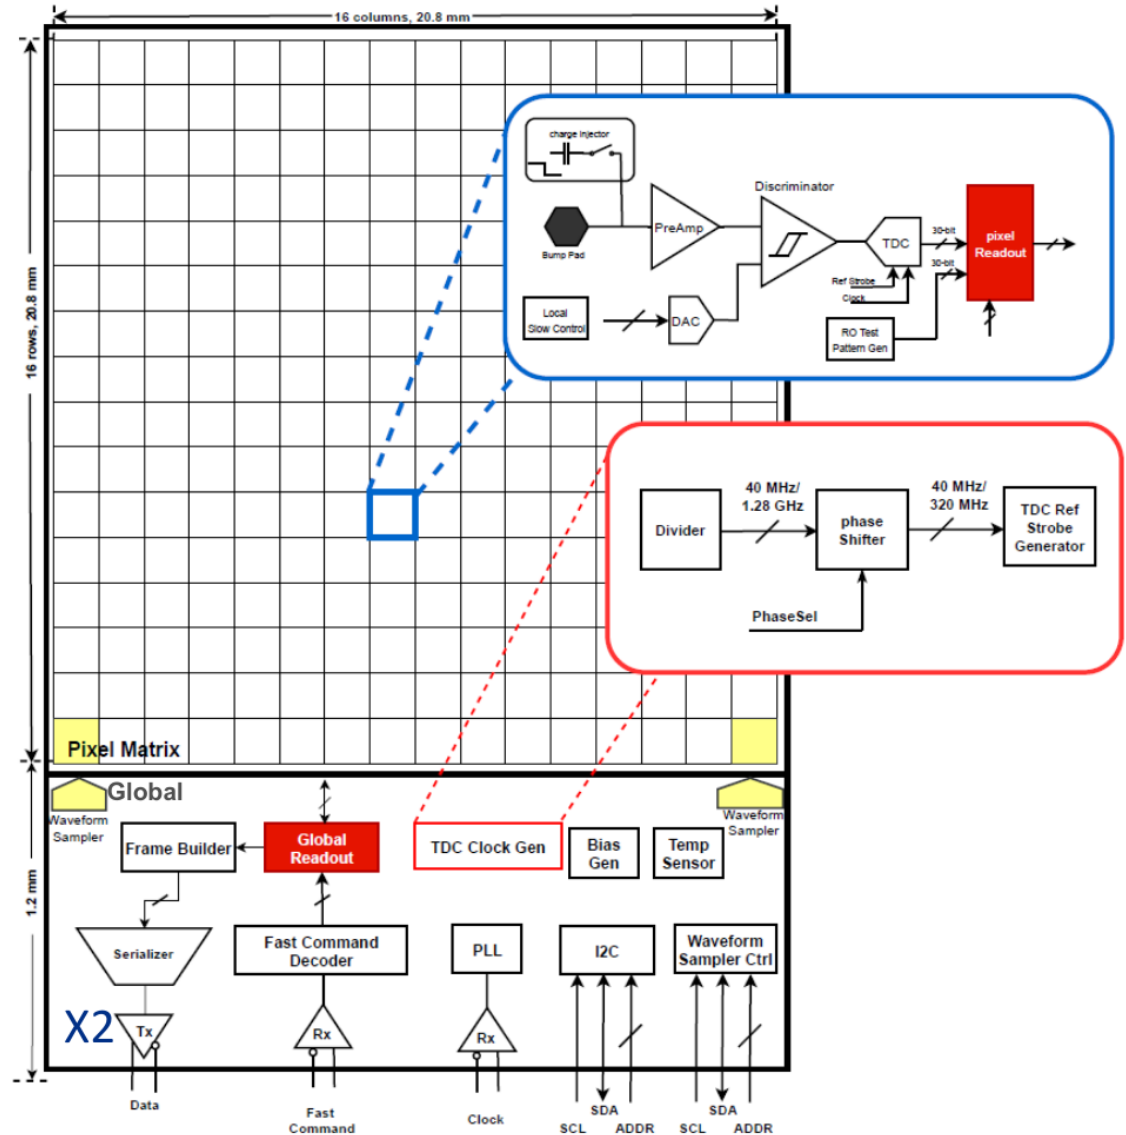 16 columns, 20.8 mm
16 rows, 20.8 mm
charge Injector
Bump Pad
PreAmp
Discriminator
TDC
30-bit
30-bit
pixel
Readout
Ref Strobe
Clock
Local
Slow Control
DAC
RO Test
Pattern Gen
40 MHz/
1.28 GHz
40 MHz/
320 MHz
Divider
phase
Shifter
TDC Ref
Strobe
Generator
PhaseSel
Pixel Matrix
Global
Waveform
Sampler
Waveform
Sampler
1.2 mm
Frame Builder
Global
Readout
TDC Clock Gen
Bias
Gen
Temp
Sensor
Serializer
Fast Command
Decoder
PLL
I2C
Waveform
Sampler Ctrl
X2
Tx
Rx
Rx
Data
Fast
Command
Clock
SCL
SDA
ADDR
SCL
SDA
ADDR